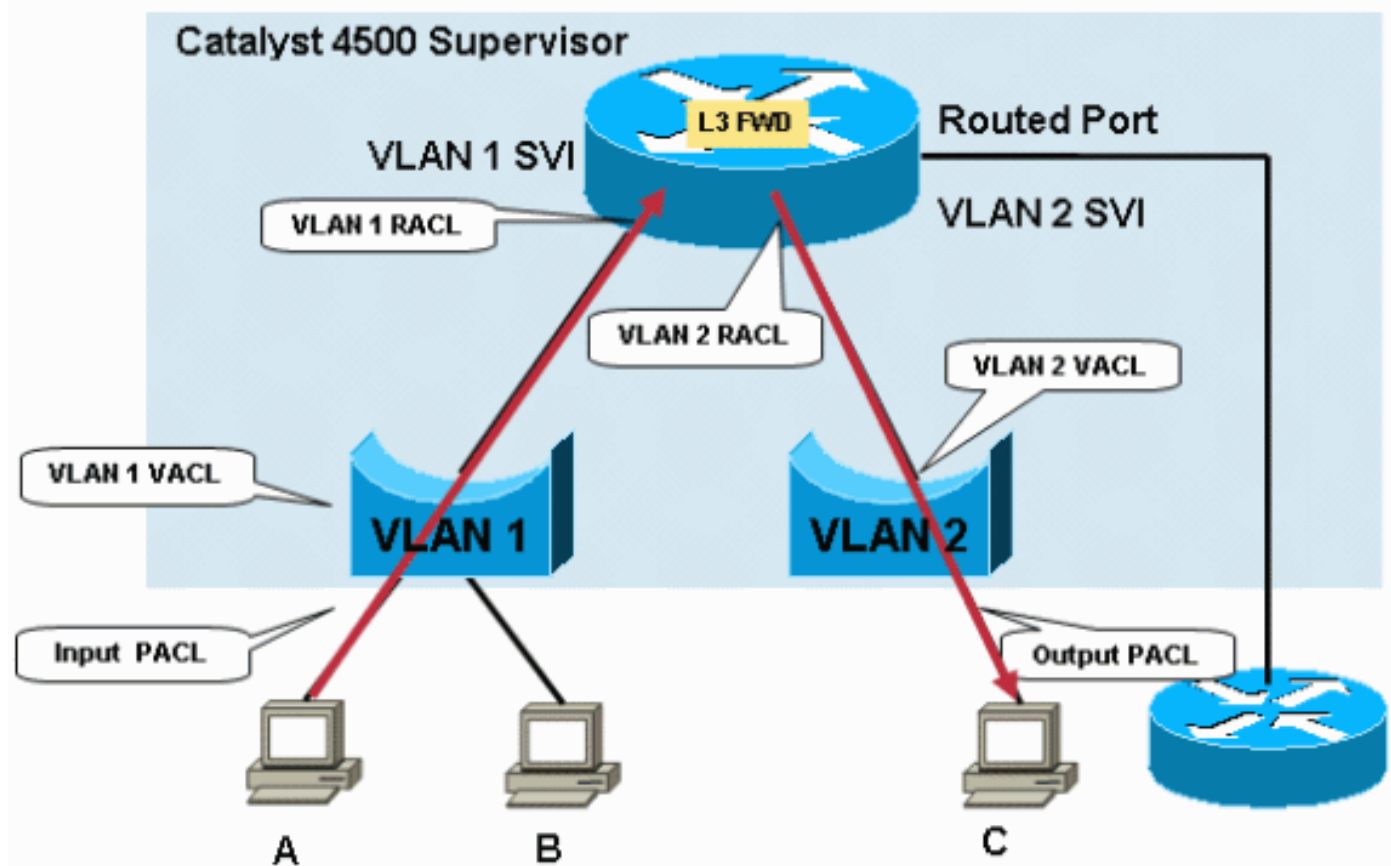 Catalyst 4500 Supervisor
L3 FWD
Routed Port
VLAN 1 SVI
VLAN 1 RACL
VLAN 2 SVI
VLAN 2 RACL
VLAN 2 VACL
VLAN 1 VACL
VLAN 1
VLAN 2
Input PACL
Output PACL
A
B
C